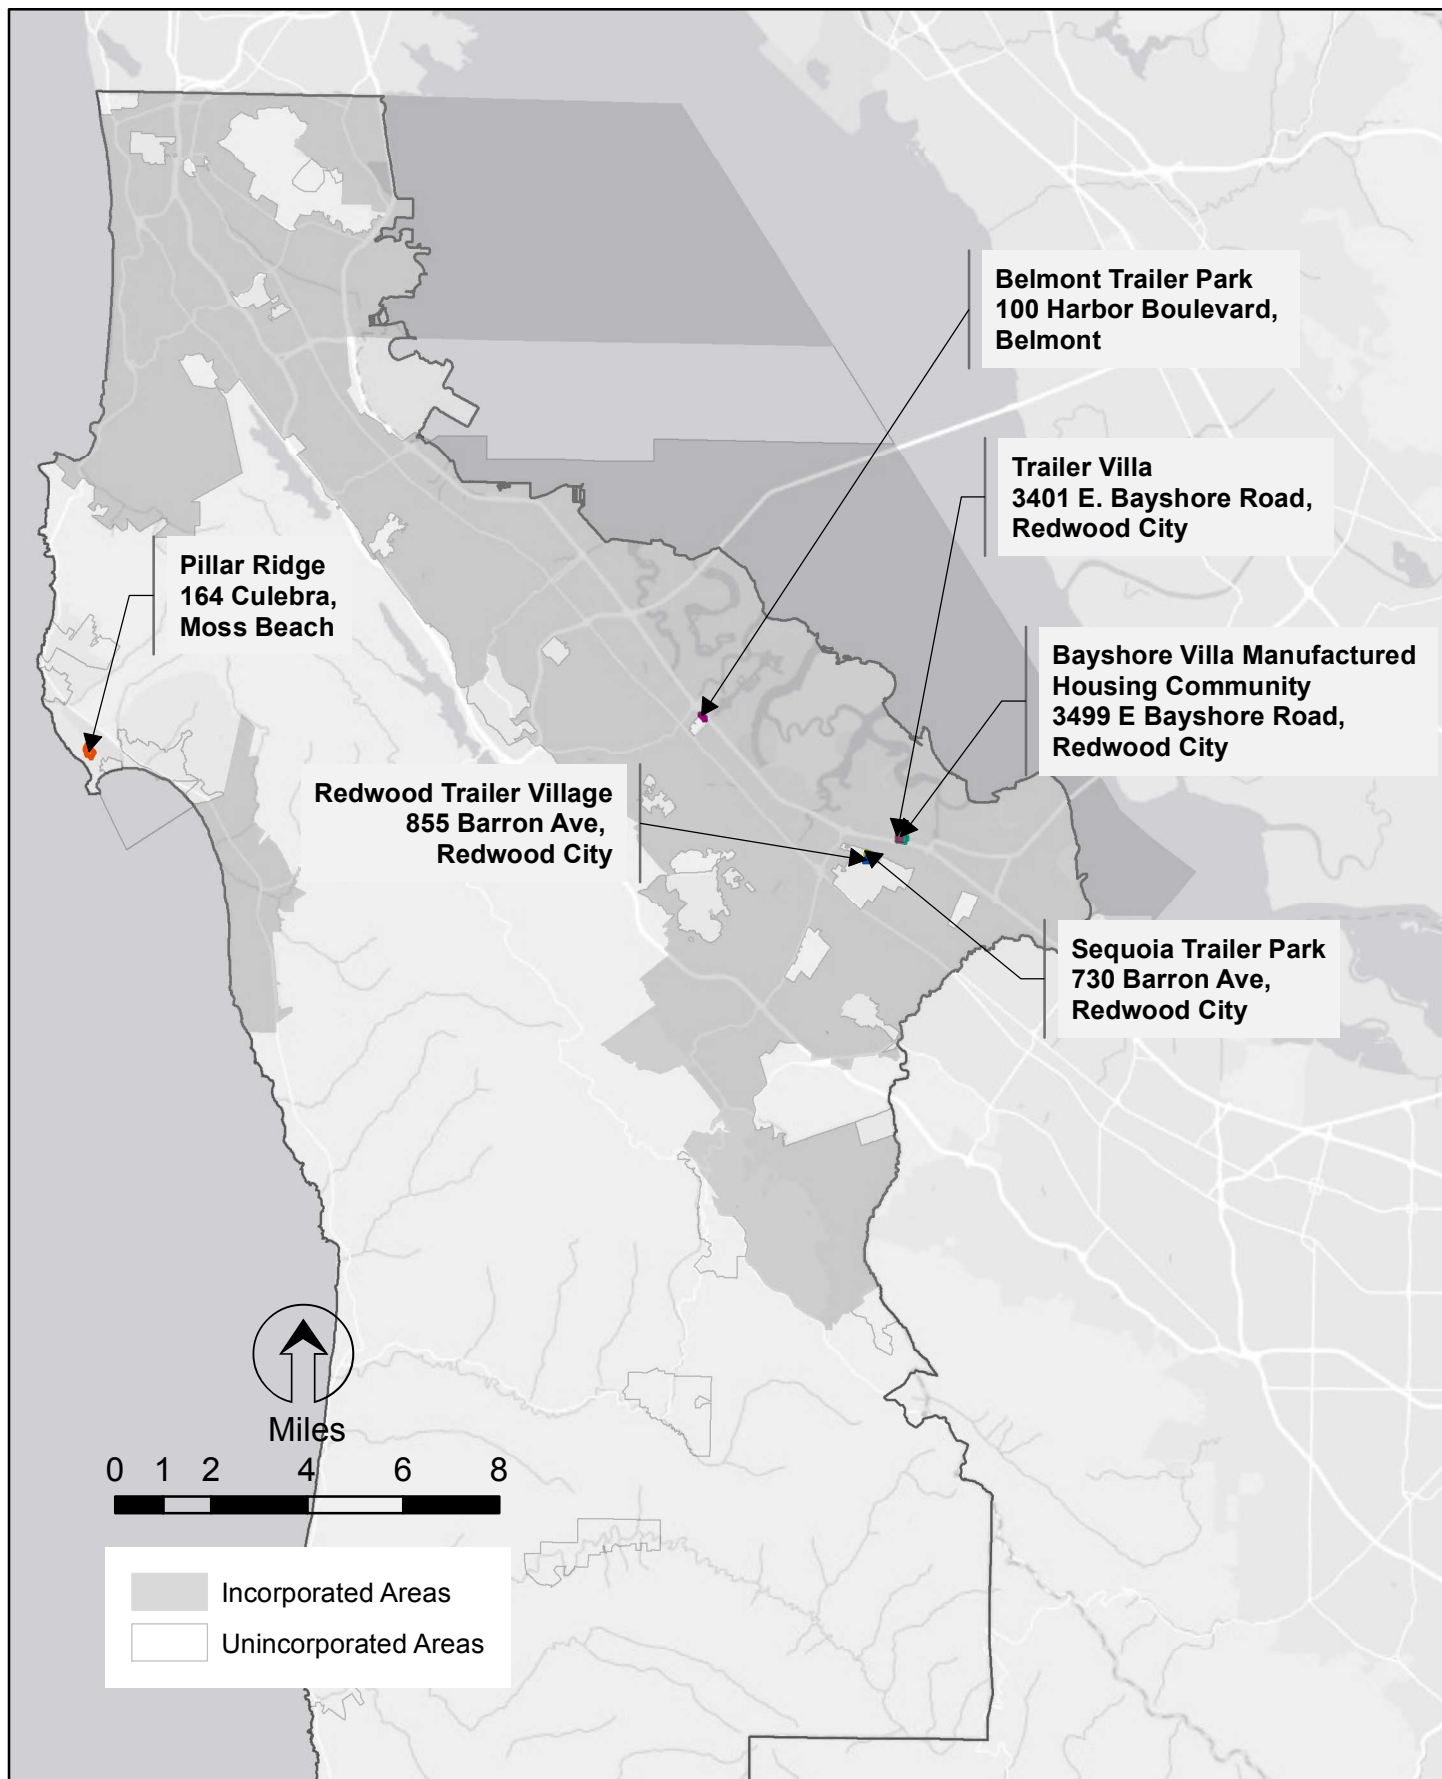 Belmont Trailer Park
100 Harbor Boulevard,
Belmont
Trailer Villa
3401 E. Bayshore Road,
Redwood City
Pillar Ridge
164 Culebra,
Moss Beach
Bayshore Villa Manufactured
Housing Community
3499 E Bayshore Road,
Redwood City
Redwood Trailer Village
855 Barron Ave,
Redwood City
Sequoia Trailer Park
730 Barron Ave,
Redwood City
Miles
0 1 2 4 6 8
Incorporated Areas
Unincorporated Areas